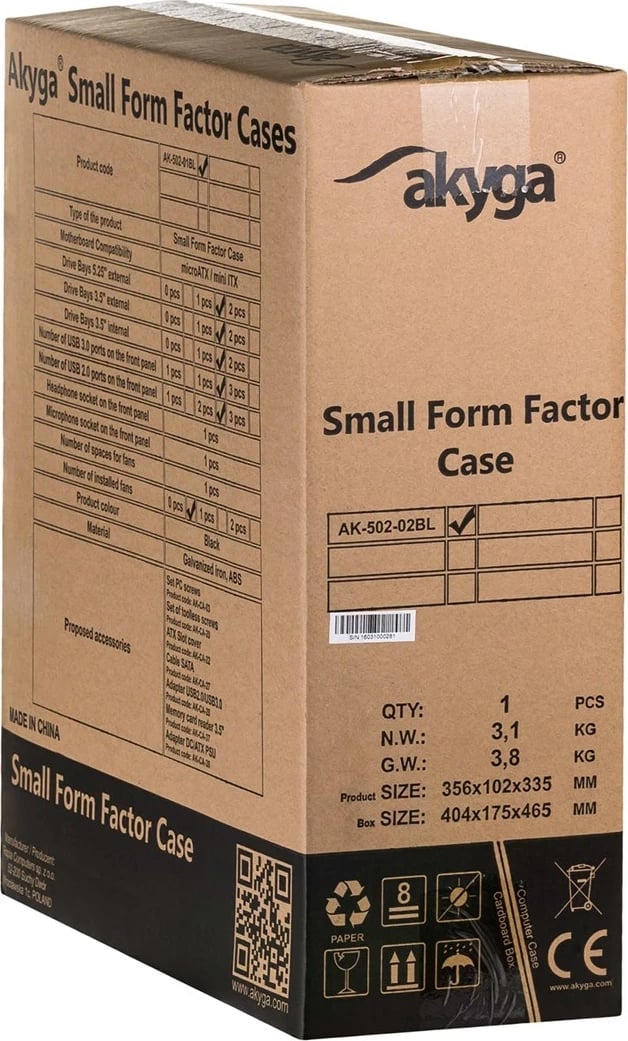 Akyga® Small Form Factor Cases
Product code AK-502-01BL ✓
Type of the product Small Form Factor Case
Motherboard Compatibility microATX / mini ITX
Drive Bays 5.25" external 0 pcs 1 pcs ✓ 2 pcs
Drive Bays 3.5" external 0 pcs 1 pcs ✓ 2 pcs
Drive Bays 3.5" internal 0 pcs 1 pcs ✓ 2 pcs
Number of USB 3.0 ports on the front panel 1 pcs 1 pcs ✓ 3 pcs
Number of USB 2.0 ports on the front panel 1 pcs 2 pcs ✓ 3 pcs
Headphone socket on the front panel 1 pcs
Microphone socket on the front panel 1 pcs
Number of spaces for fans 1 pcs
Number of installed fans 0 pcs ✓ 1 pcs 2 pcs
Product colour Black
Material Galvanized iron, ABS
Proposed accessories
Set PC screws
Product code: AK-CA-03
Set of toolless screws
ATX Slot cover
Cable SATA
Adapter USB2.0/USB3.0
Memory card reader 3.5"
Adapter DC/ATX PSU
MADE IN CHINA
Small Form Factor Case
Manufacturer / Producent:
POLAND
www.akyga.com
akyga®
Small Form Factor
Case
AK-502-02BL ✓
S/N 16031000281
QTY: 1 PCS
N.W.: 3,1 KG
G.W.: 3,8 KG
Product SIZE: 356x102x335 MM
Box SIZE: 404x175x465 MM
PAPER
8
Computer Case
Cardboard Box
CE
www.akyga.com